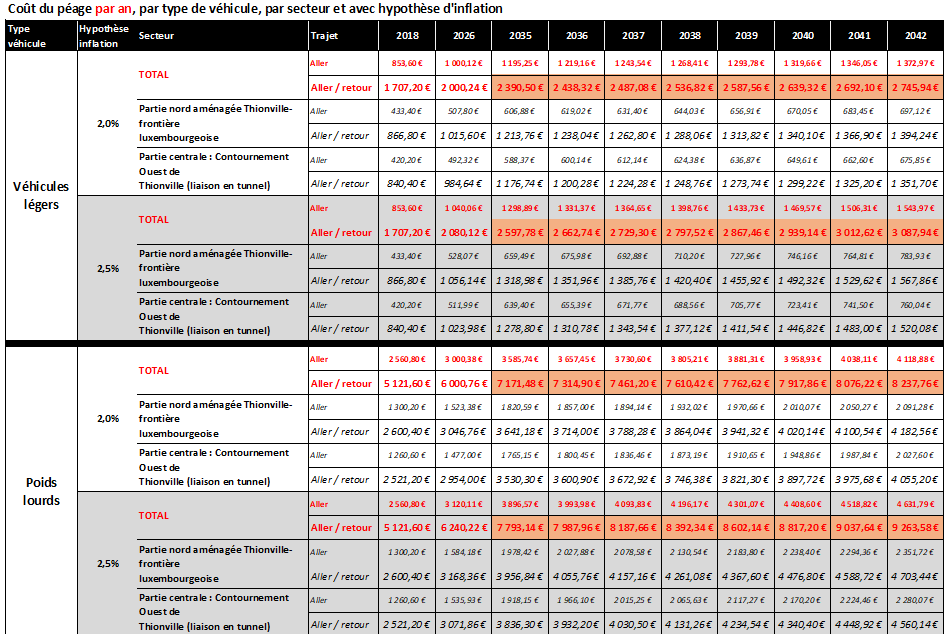 Coût du péage par an, par type de véhicule, par secteur et avec hypothèse d'inflation
Type véhicule Hypothèse inflation Secteur Trajet 2018 2026 2035 2036 2037 2038 2039 2040 2041 2042
Véhicules légers
2,0%
TOTAL
Aller 853,60 € 1 000,12 € 1 195,25 € 1 219,16 € 1 243,54 € 1 268,41 € 1 293,78 € 1 319,66 € 1 346,05 € 1 372,97 €
Aller / retour 1 707,20 € 2 000,24 € 2 390,50 € 2 438,32 € 2 487,08 € 2 536,82 € 2 587,56 € 2 639,32 € 2 692,10 € 2 745,94 €
Partie nord aménagée Thionville-
frontière
luxembourgeoise
Aller 433,40 € 507,80 € 606,88 € 619,02 € 631,40 € 644,03 € 656,91 € 670,05 € 683,45 € 697,12 €
Aller / retour 866,80 € 1 015,60 € 1 213,76 € 1 238,04 € 1 262,80 € 1 288,06 € 1 313,82 € 1 340,10 € 1 366,90 € 1 394,24 €
Partie centrale : Contournement
Ouest de
Thionville (liaison en tunnel)
Aller 420,20 € 492,32 € 588,37 € 600,14 € 612,14 € 624,38 € 636,87 € 649,61 € 662,60 € 675,85 €
Aller / retour 840,40 € 984,64 € 1 176,74 € 1 200,28 € 1 224,28 € 1 248,76 € 1 273,74 € 1 299,22 € 1 325,20 € 1 351,70 €
2,5%
TOTAL
Aller 853,60 € 1 040,06 € 1 298,89 € 1 331,37 € 1 364,65 € 1 398,76 € 1 433,73 € 1 469,57 € 1 506,31 € 1 543,97 €
Aller / retour 1 707,20 € 2 080,12 € 2 597,78 € 2 662,74 € 2 729,30 € 2 797,52 € 2 867,46 € 2 939,14 € 3 012,62 € 3 087,94 €
Partie nord aménagée Thionville-
frontière
luxembourgeoise
Aller 433,40 € 528,07 € 659,49 € 675,98 € 692,88 € 710,20 € 727,96 € 746,16 € 764,81 € 783,93 €
Aller / retour 866,80 € 1 056,14 € 1 318,98 € 1 351,96 € 1 385,76 € 1 420,40 € 1 455,92 € 1 492,32 € 1 529,62 € 1 567,86 €
Partie centrale : Contournement
Ouest de
Thionville (liaison en tunnel)
Aller 420,20 € 511,99 € 639,40 € 655,39 € 671,77 € 688,56 € 705,77 € 723,41 € 741,50 € 760,04 €
Aller / retour 840,40 € 1 023,98 € 1 278,80 € 1 310,78 € 1 343,54 € 1 377,12 € 1 411,54 € 1 446,82 € 1 483,00 € 1 520,08 €
Poids lourds
2,0%
TOTAL
Aller 2 560,80 € 3 000,38 € 3 585,74 € 3 657,45 € 3 730,60 € 3 805,21 € 3 881,31 € 3 958,93 € 4 038,11 € 4 118,88 €
Aller / retour 5 121,60 € 6 000,76 € 7 171,48 € 7 314,90 € 7 461,20 € 7 610,42 € 7 762,62 € 7 917,86 € 8 076,22 € 8 237,76 €
Partie nord aménagée Thionville-
frontière
luxembourgeoise
Aller 1 300,20 € 1 523,38 € 1 820,59 € 1 857,00 € 1 894,14 € 1 932,02 € 1 970,66 € 2 010,07 € 2 050,27 € 2 091,28 €
Aller / retour 2 600,40 € 3 046,76 € 3 641,18 € 3 714,00 € 3 788,28 € 3 864,04 € 3 941,32 € 4 020,14 € 4 100,54 € 4 182,56 €
Partie centrale : Contournement
Ouest de
Thionville (liaison en tunnel)
Aller 1 260,60 € 1 477,00 € 1 765,15 € 1 800,45 € 1 836,46 € 1 873,19 € 1 910,65 € 1 948,86 € 1 987,84 € 2 027,60 €
Aller / retour 2 521,20 € 2 954,00 € 3 530,30 € 3 600,90 € 3 672,92 € 3 746,38 € 3 821,30 € 3 897,72 € 3 975,68 € 4 055,20 €
2,5%
TOTAL
Aller 2 560,80 € 3 120,11 € 3 896,57 € 3 993,98 € 4 093,83 € 4 196,17 € 4 301,07 € 4 408,60 € 4 518,82 € 4 631,79 €
Aller / retour 5 121,60 € 6 240,22 € 7 793,14 € 7 987,96 € 8 187,66 € 8 392,34 € 8 602,14 € 8 817,20 € 9 037,64 € 9 263,58 €
Partie nord aménagée Thionville-
frontière
luxembourgeoise
Aller 1 300,20 € 1 584,18 € 1 978,42 € 2 027,88 € 2 078,58 € 2 130,54 € 2 183,80 € 2 238,40 € 2 294,36 € 2 351,72 €
Aller / retour 2 600,40 € 3 168,36 € 3 956,84 € 4 055,76 € 4 157,16 € 4 261,08 € 4 367,60 € 4 476,80 € 4 588,72 € 4 703,44 €
Partie centrale : Contournement
Ouest de
Thionville (liaison en tunnel)
Aller 1 260,60 € 1 535,93 € 1 918,15 € 1 966,10 € 2 015,25 € 2 065,63 € 2 117,27 € 2 170,20 € 2 224,46 € 2 280,07 €
Aller / retour 2 521,20 € 3 071,86 € 3 836,30 € 3 932,20 € 4 030,50 € 4 131,26 € 4 234,54 € 4 340,40 € 4 448,92 € 4 560,14 €